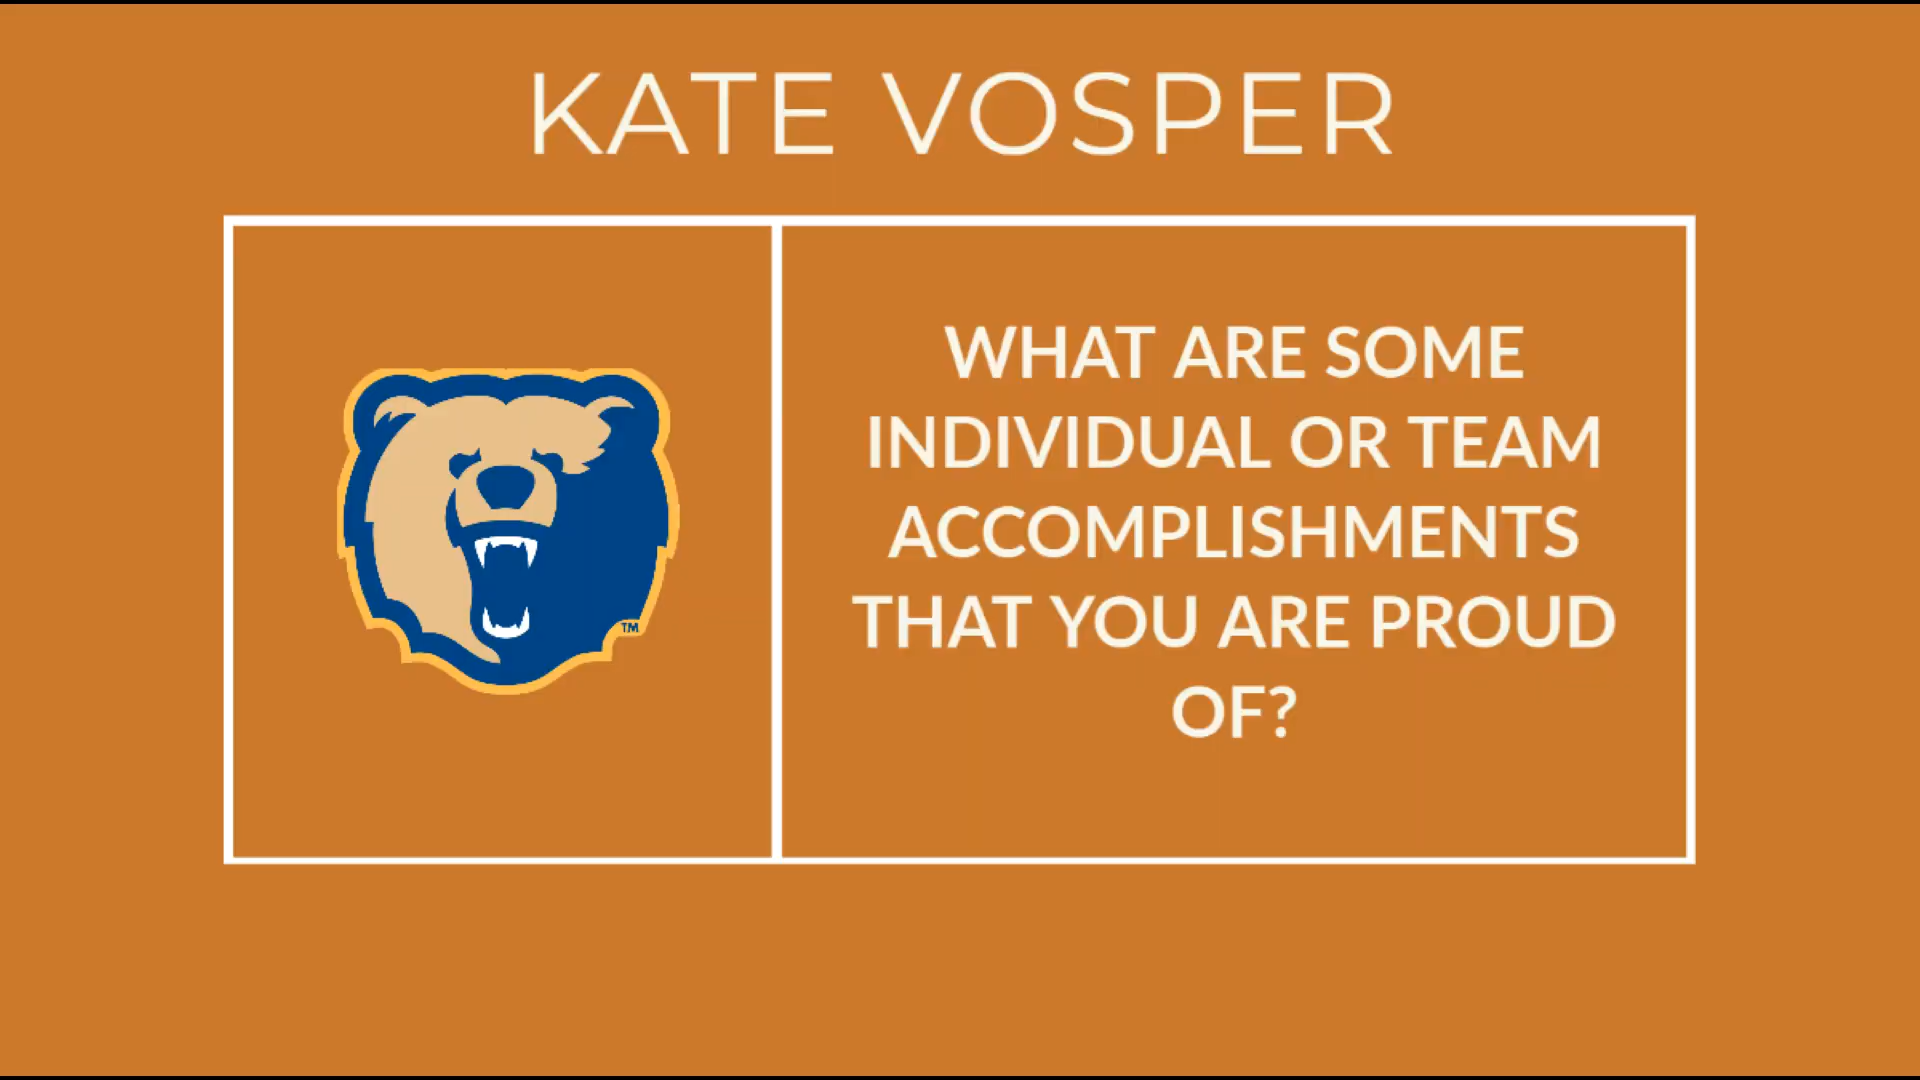 KATE VOSPER
WHAT ARE SOME
INDIVIDUAL OR TEAM
ACCOMPLISHMENTS
THAT YOU ARE PROUD
OF?
TM